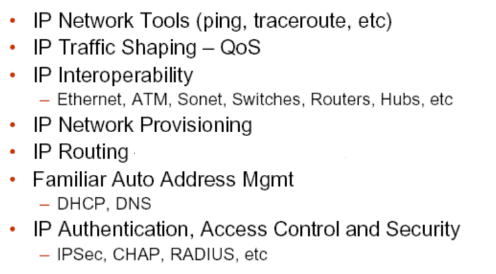 • IP Network Tools (ping, traceroute, etc)
• IP Traffic Shaping – QoS
• IP Interoperability
– Ethernet, ATM, Sonet, Switches, Routers, Hubs, etc
• IP Network Provisioning
• IP Routing
• Familiar Auto Address Mgmt
– DHCP, DNS
• IP Authentication, Access Control and Security
– IPSec, CHAP, RADIUS, etc